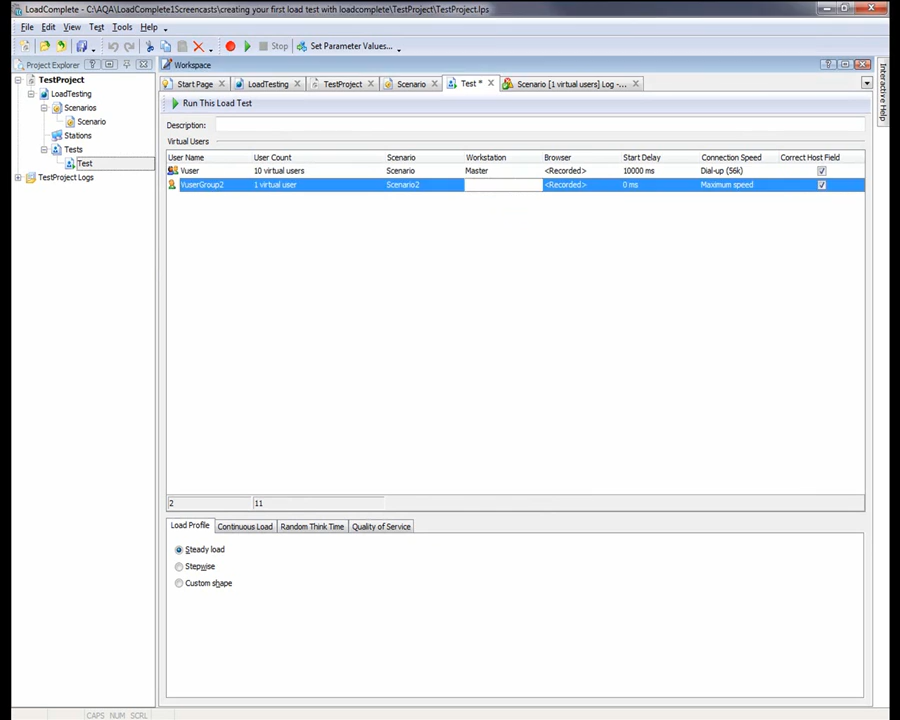 LoadComplete - C:\AQA\LoadComplete1Screencasts\creating your first load test with loadcomplete\TestProject\TestProject.lps
File Edit View Test Tools Help
Stop Set Parameter Values...
Project Explorer
Workspace
Interactive Help
TestProject
LoadTesting
Scenarios
Scenario
Stations
Tests
Test
TestProject Logs
Start Page LoadTesting TestProject Scenario Test * Scenario [1 virtual users] Log -...
Run This Load Test
Description:
Virtual Users
User Name User Count Scenario Workstation Browser Start Delay Connection Speed Correct Host Field
Vuser 10 virtual users Scenario Master <Recorded> 10000 ms Dial-up (56k)
VuserGroup2 1 virtual user Scenario2 <Recorded> 0 ms Maximum speed
2 11
Load Profile Continuous Load Random Think Time Quality of Service
Steady load
Stepwise
Custom shape
CAPS NUM SCRL